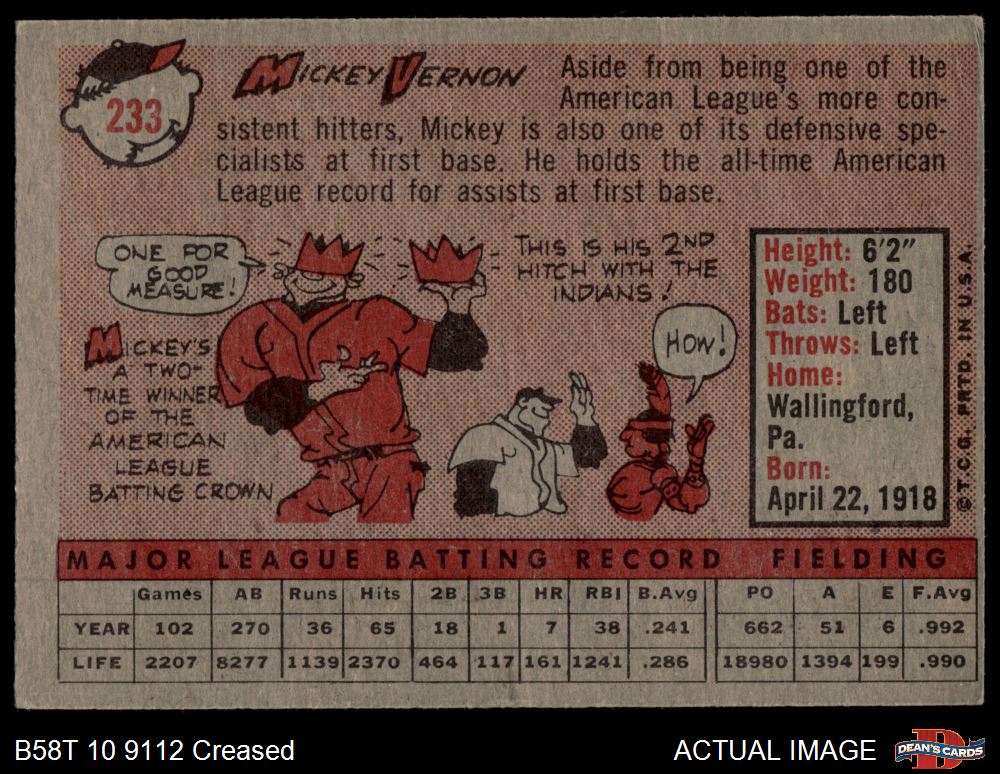 233
MICKEY VERNON
Aside from being one of the
American League's more con-
sistent hitters, Mickey is also one of its defensive spe-
cialists at first base. He holds the all-time American
League record for assists at first base.
ONE FOR
GOOD
MEASURE!
MICKEY'S
A TWO-
TIME WINNER
OF THE
AMERICAN
LEAGUE
BATTING CROWN
THIS IS HIS 2ND
HITCH WITH THE
INDIANS!
HOW!
Height: 6'2"
Weight: 180
Bats: Left
Throws: Left
Home:
Wallingford,
Pa.
Born:
April 22, 1918
©T.C.G. PRTD. IN U.S.A.
MAJOR LEAGUE BATTING RECORD FIELDING
Games AB Runs Hits 2B 3B HR RBI B.Avg PO A E F.Avg
YEAR 102 270 36 65 18 1 7 38 .241 662 51 6 .992
LIFE 2207 8277 1139 2370 464 117 161 1241 .286 18980 1394 199 .990
B58T 10 9112 Creased
ACTUAL IMAGE
D
DEAN'S CARDS